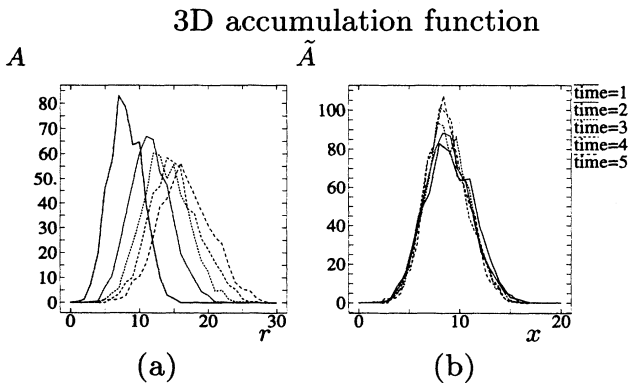 3D accumulation function
A
80
70
60
50.
40
30
20
10
0
0 10 20 30
r
(a)
Ã
100
80
60
40
20
0
0 10 20
x
(b)
time=1
time=2
time=3
time=4
time=5